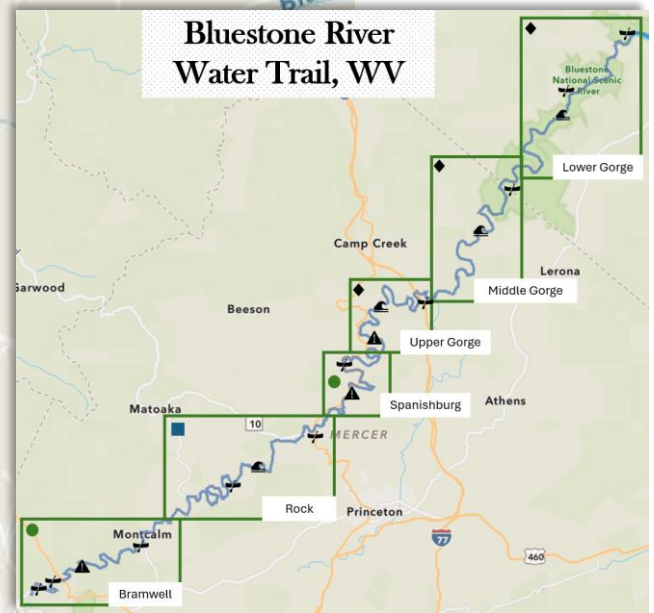 Bluestone River
Water Trail, WV
Bluestone
National Scenic
River
Lower Gorge
Camp Creek
Lerona
Middle Gorge
Garwood
Beeson
Upper Gorge
Spanishburg
Athens
Matoaka
10
MERCER
Rock
Princeton
77
460
Montcalm
Bramwell